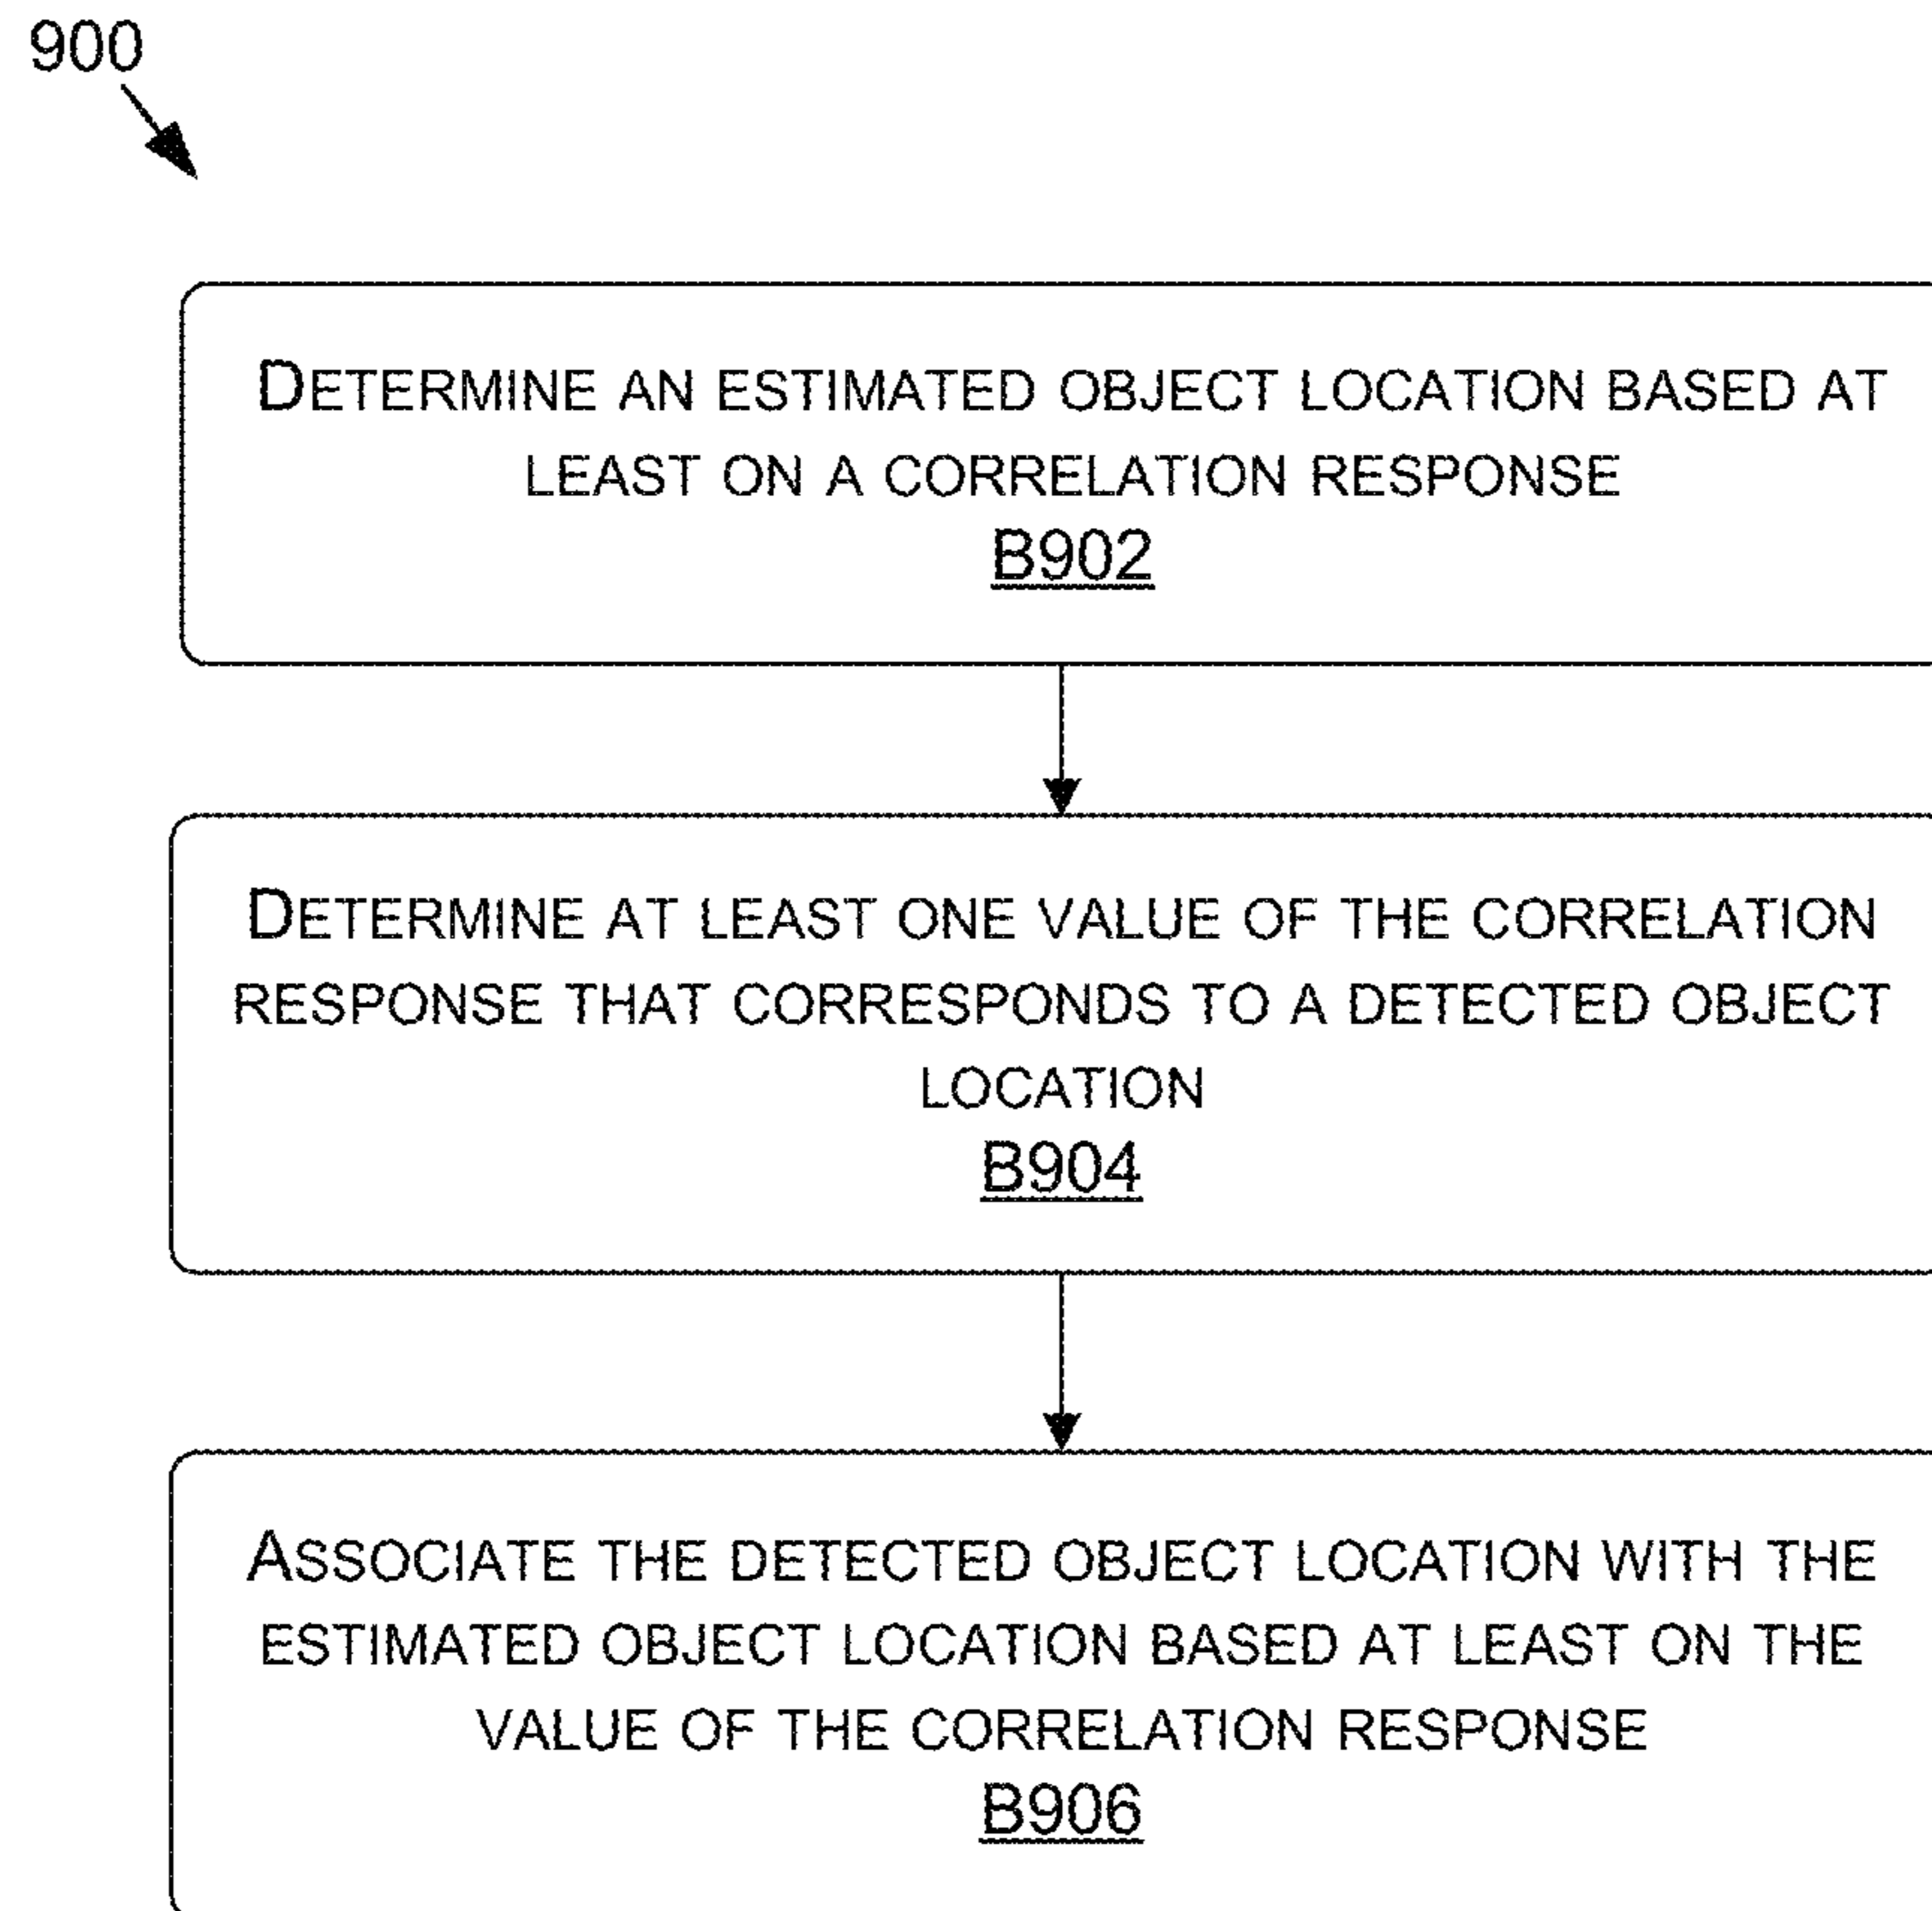 900
DETERMINE AN ESTIMATED OBJECT LOCATION BASED AT
LEAST ON A CORRELATION RESPONSE
B902
DETERMINE AT LEAST ONE VALUE OF THE CORRELATION
RESPONSE THAT CORRESPONDS TO A DETECTED OBJECT
LOCATION
B904
ASSOCIATE THE DETECTED OBJECT LOCATION WITH THE
ESTIMATED OBJECT LOCATION BASED AT LEAST ON THE
VALUE OF THE CORRELATION RESPONSE
B906